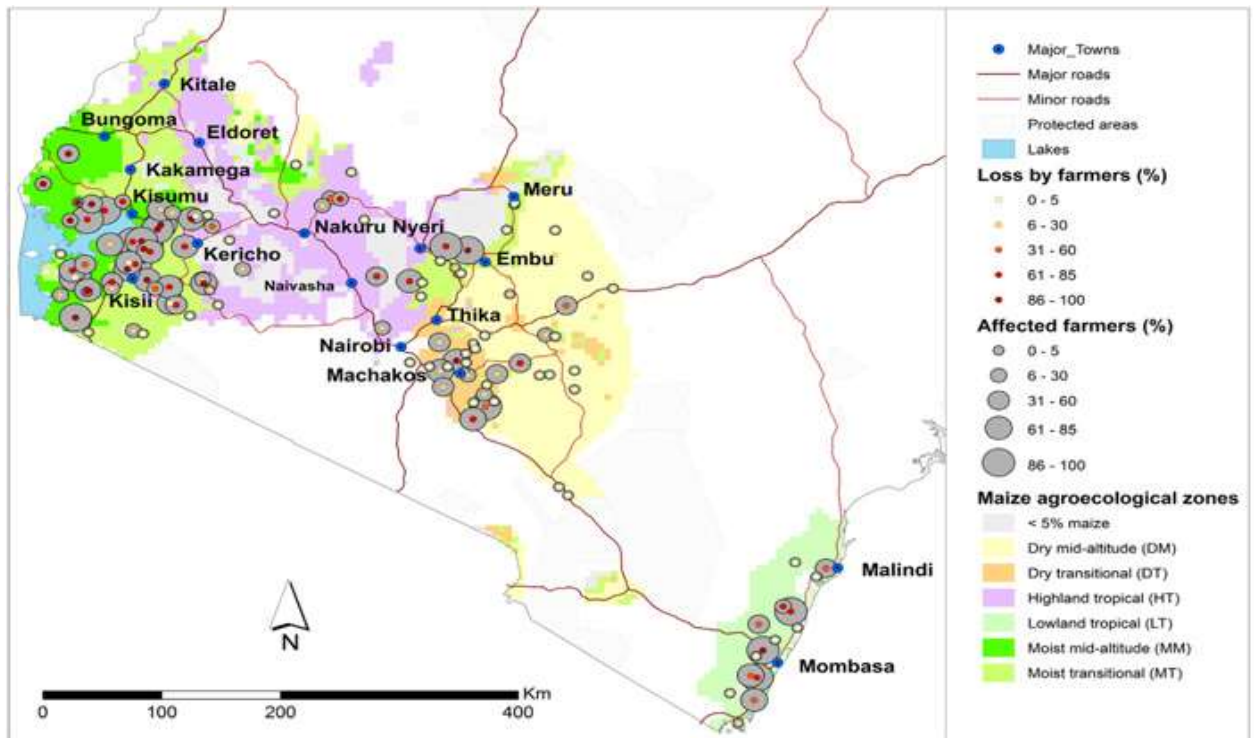 Kitale
Bungoma
Eldoret
Kakamega
Meru
Kisumu
Nakuru Nyeri
Kericho
Embu
Naivasha
Kisii
Thika
Nairobi
Machakos
Malindi
Mombasa
N
Km
0 100 200 400
Major_Towns
Major roads
Minor roads
Protected areas
Lakes
Loss by farmers (%)
0 - 5
6 - 30
31 - 60
61 - 85
86 - 100
Affected farmers (%)
0 - 5
6 - 30
31 - 60
61 - 85
86 - 100
Maize agroecological zones
< 5% maize
Dry mid-altitude (DM)
Dry transitional (DT)
Highland tropical (HT)
Lowland tropical (LT)
Moist mid-altitude (MM)
Moist transitional (MT)